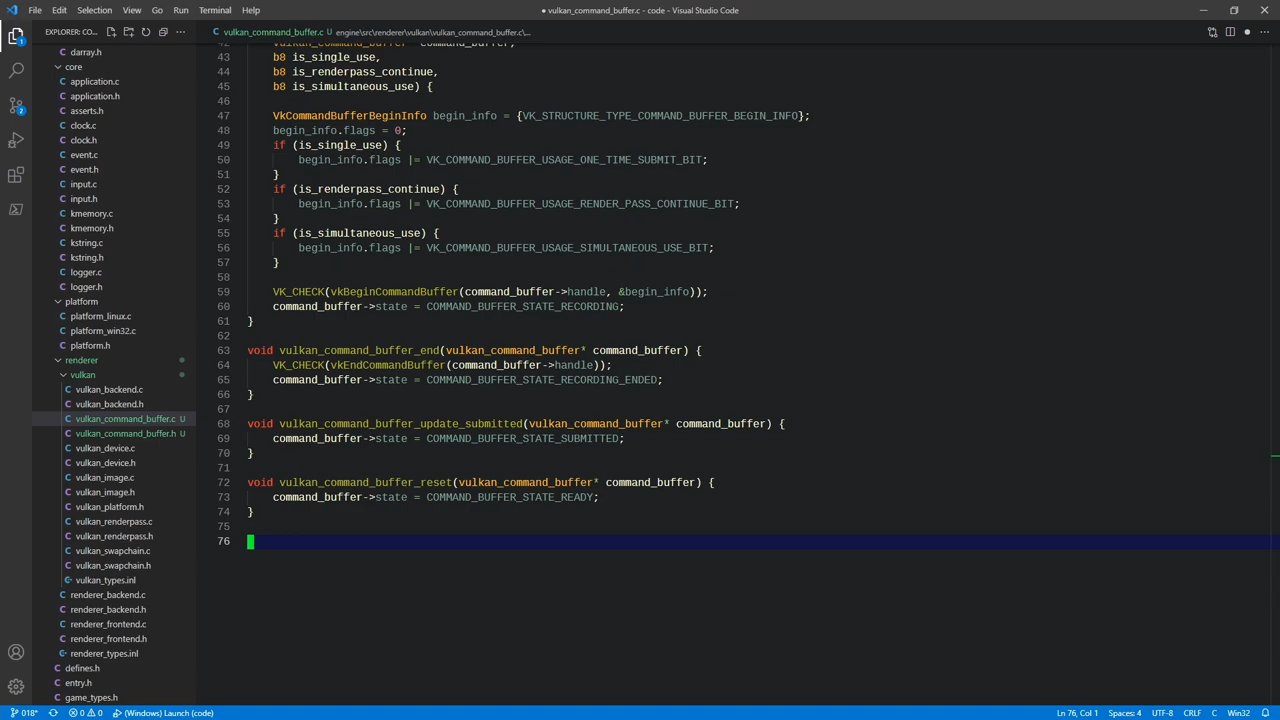 File Edit Selection View Go Run Terminal Help
● vulkan_command_buffer.c - code - Visual Studio Code
EXPLORER: CO...
vulkan_command_buffer.c U engine\src\renderer\vulkan\vulkan_command_buffer.c\...
darray.h
core
application.c
application.h
asserts.h
clock.c
clock.h
event.c
event.h
input.c
input.h
kmemory.c
kmemory.h
kstring.c
kstring.h
logger.c
logger.h
platform
platform_linux.c
platform_win32.c
platform.h
renderer
vulkan
vulkan_backend.c
vulkan_backend.h
vulkan_command_buffer.c U
vulkan_command_buffer.h U
vulkan_device.c
vulkan_device.h
vulkan_image.c
vulkan_image.h
vulkan_platform.h
vulkan_renderpass.c
vulkan_renderpass.h
vulkan_swapchain.c
vulkan_swapchain.h
vulkan_types.inl
renderer_backend.c
renderer_backend.h
renderer_frontend.c
renderer_frontend.h
renderer_types.inl
defines.h
entry.h
game_types.h
42 vulkan_command_buffer* command_buffer,
43 b8 is_single_use,
44 b8 is_renderpass_continue,
45 b8 is_simultaneous_use) {
46
47 VkCommandBufferBeginInfo begin_info = {VK_STRUCTURE_TYPE_COMMAND_BUFFER_BEGIN_INFO};
48 begin_info.flags = 0;
49 if (is_single_use) {
50 begin_info.flags |= VK_COMMAND_BUFFER_USAGE_ONE_TIME_SUBMIT_BIT;
51 }
52 if (is_renderpass_continue) {
53 begin_info.flags |= VK_COMMAND_BUFFER_USAGE_RENDER_PASS_CONTINUE_BIT;
54 }
55 if (is_simultaneous_use) {
56 begin_info.flags |= VK_COMMAND_BUFFER_USAGE_SIMULTANEOUS_USE_BIT;
57 }
58
59 VK_CHECK(vkBeginCommandBuffer(command_buffer->handle, &begin_info));
60 command_buffer->state = COMMAND_BUFFER_STATE_RECORDING;
61 }
62
63 void vulkan_command_buffer_end(vulkan_command_buffer* command_buffer) {
64 VK_CHECK(vkEndCommandBuffer(command_buffer->handle));
65 command_buffer->state = COMMAND_BUFFER_STATE_RECORDING_ENDED;
66 }
67
68 void vulkan_command_buffer_update_submitted(vulkan_command_buffer* command_buffer) {
69 command_buffer->state = COMMAND_BUFFER_STATE_SUBMITTED;
70 }
71
72 void vulkan_command_buffer_reset(vulkan_command_buffer* command_buffer) {
73 command_buffer->state = COMMAND_BUFFER_STATE_READY;
74 }
75
76
018* 0 0 (Windows) Launch (code) Ln 76, Col 1 Spaces: 4 UTF-8 CRLF C Win32